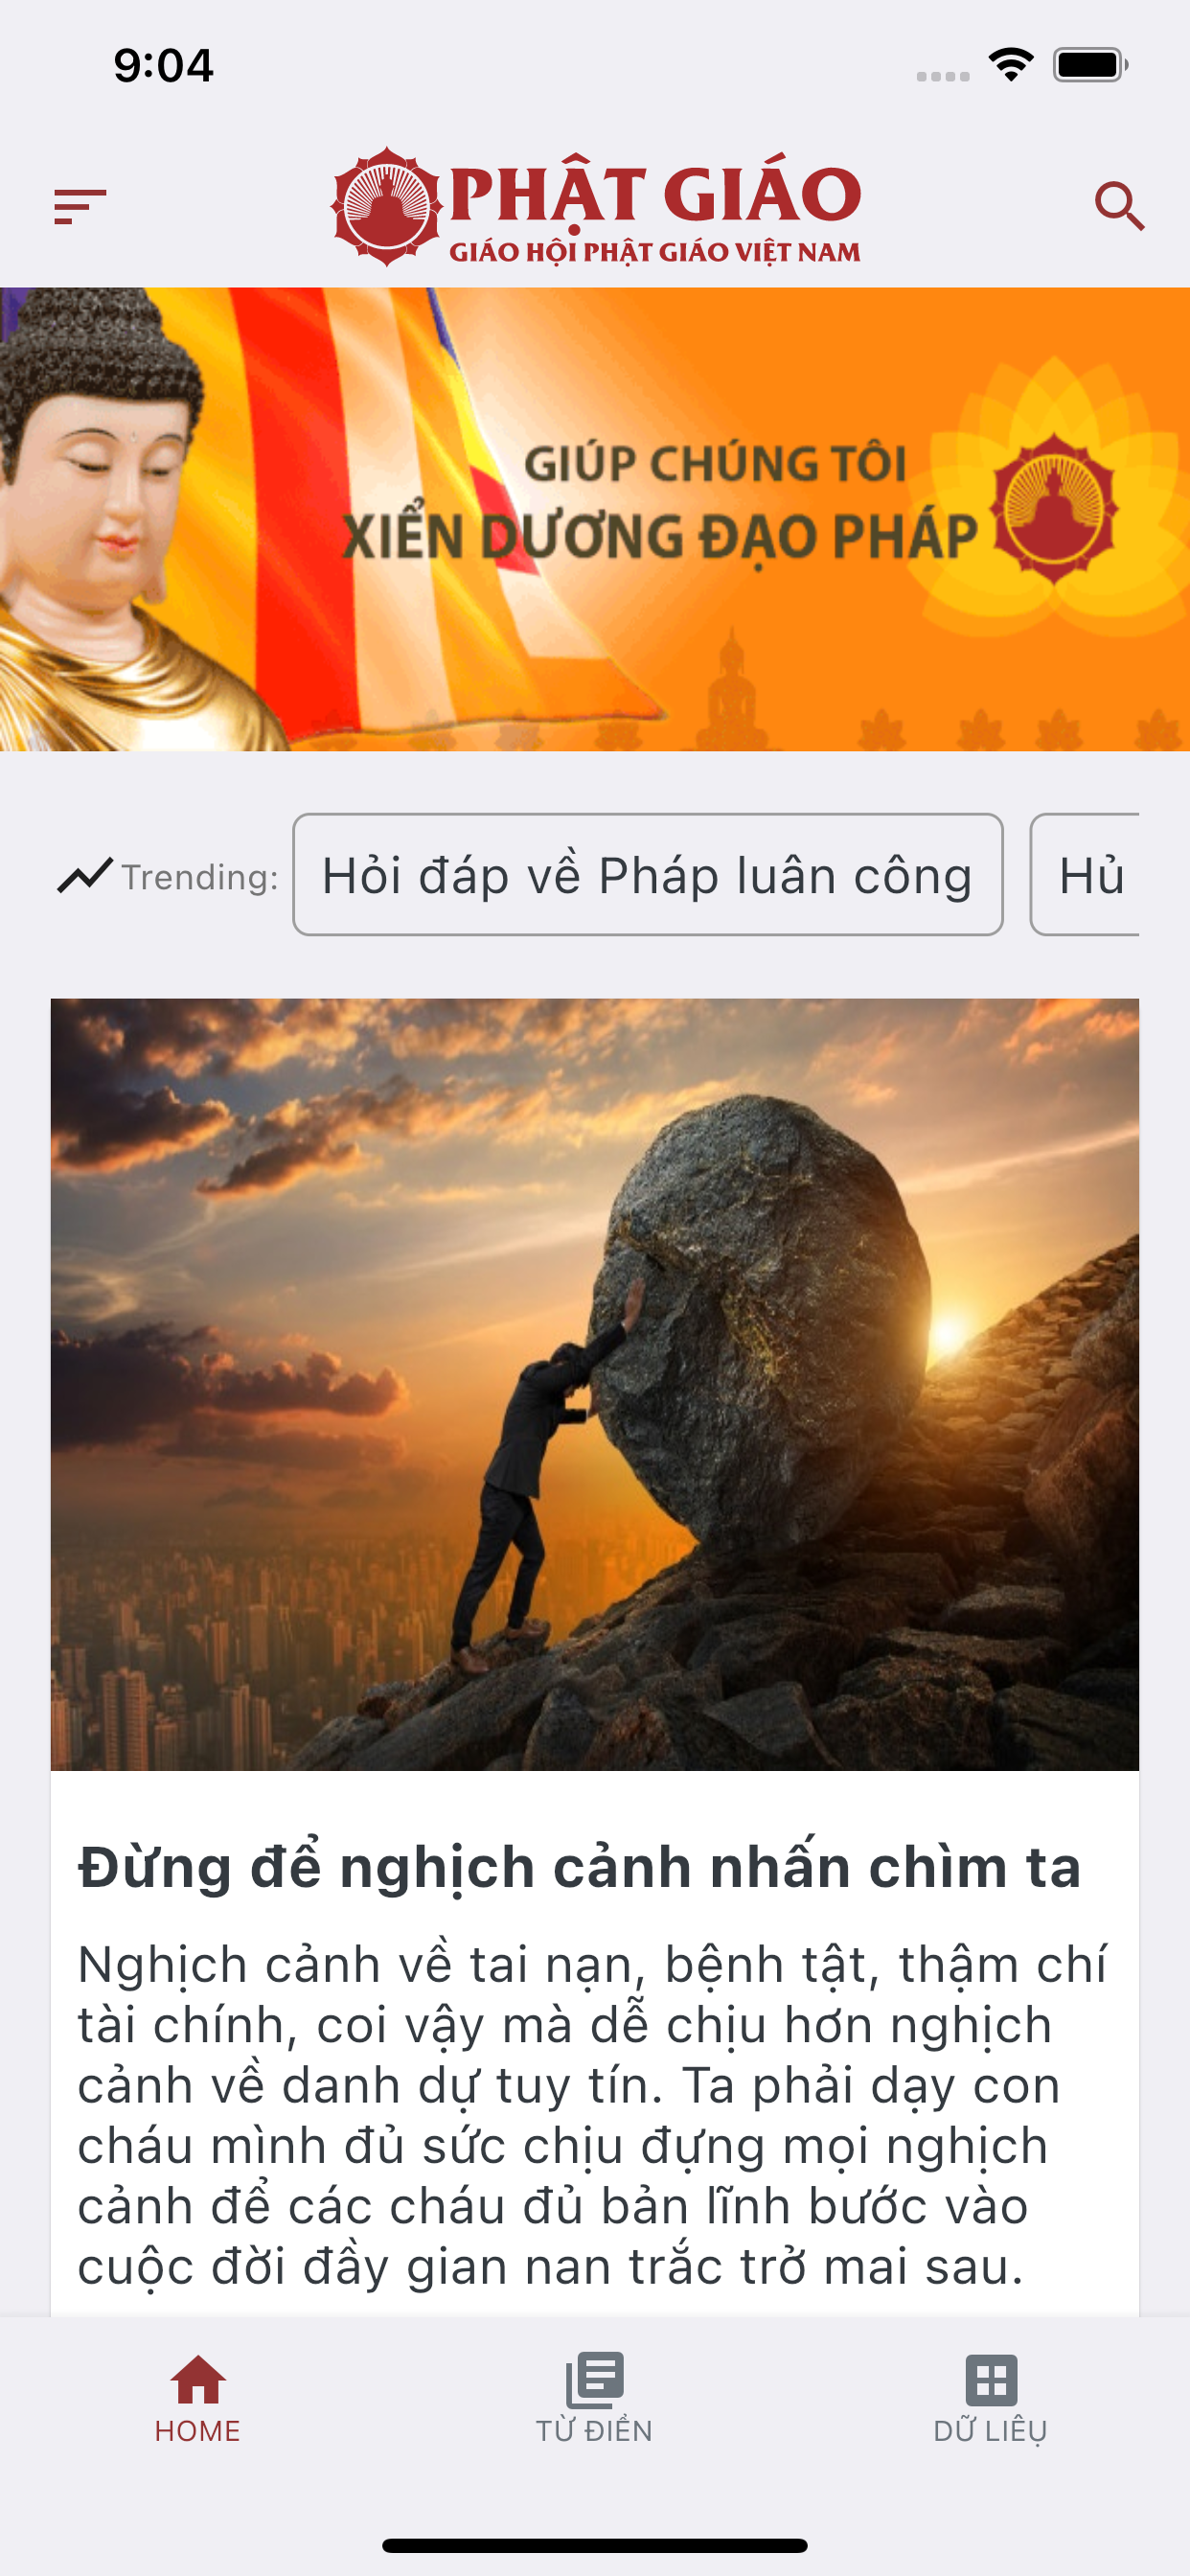 9:04
PHẬT GIÁO
GIÁO HỘI PHẬT GIÁO VIỆT NAM
GIÚP CHÚNG TÔI
XIỂN DƯƠNG ĐẠO PHÁP
Trending: Hỏi đáp về Pháp luân công Hủ
Đừng để nghịch cảnh nhấn chìm ta
Nghịch cảnh về tai nạn, bệnh tật, thậm chí
tài chính, coi vậy mà dễ chịu hơn nghịch
cảnh về danh dự tuy tín. Ta phải dạy con
cháu mình đủ sức chịu đựng mọi nghịch
cảnh để các cháu đủ bản lĩnh bước vào
cuộc đời đầy gian nan trắc trở mai sau.
HOME TỪ ĐIỂN DỮ LIÊỤ